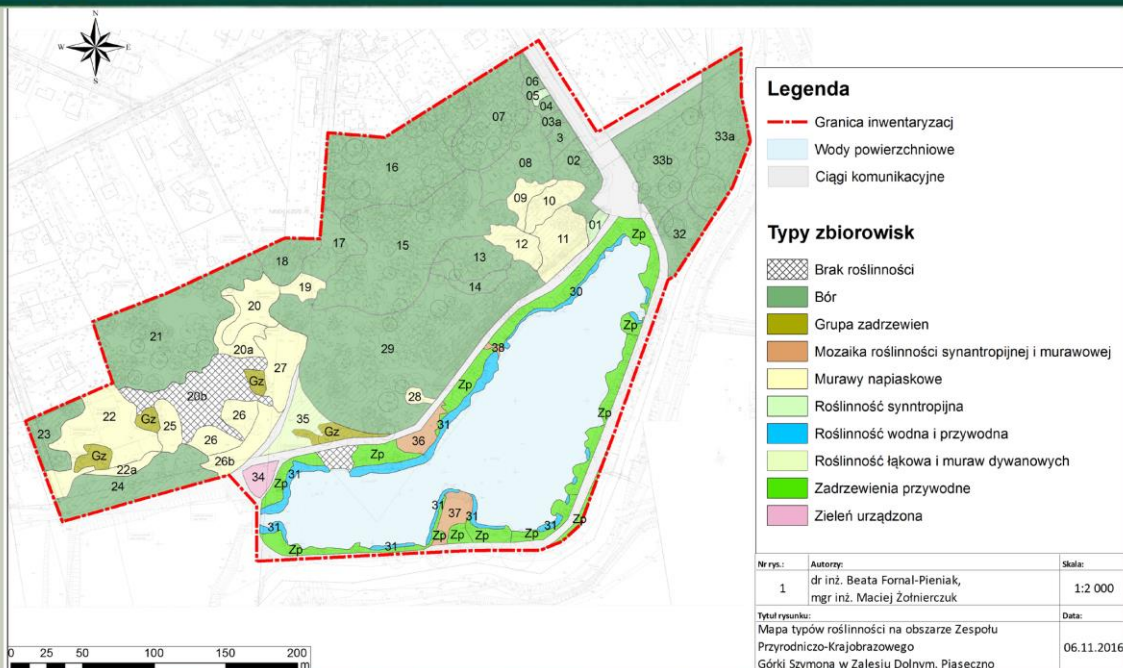 N
W
E
S
06
05
04
03a
3
02
07
08
16
09
10
11
12
01
33a
33b
32
Zp
17
15
13
14
18
19
20
30
Zp
21
20a
27
29
38
Zp
Gz
20b
28
22
Gz
25
26
35
Gz
31
36
Zp
23
Gz
22a
26
26b
34
Zp
31
Zp
24
31
37
31
Zp
31
Zp
31
Zp
Zp
Zp
Zp
31
Zp
0 25 50 100 150 200
m
Legenda
Granica inwentaryzacj
Wody powierzchniowe
Ciągi komunikacyjne
Typy zbiorowisk
Brak roślinności
Bór
Grupa zadrzewien
Mozaika roślinności synantropijnej i murawowej
Murawy napiaskowe
Roślinność synntropijna
Roślinność wodna i przywodna
Roślinność łąkowa i muraw dywanowych
Zadrzewienia przywodne
Zieleń urządzona
Nr rys.: Autorzy: Skala:
1 dr inż. Beata Fornal-Pieniak, 1:2 000
mgr inż. Maciej Żołnierczuk
Tytuł rysunku: Data:
Mapa typów roślinności na obszarze Zespołu
Przyrodniczo-Krajobrazowego 06.11.2016
Górki Szymona w Zalesiu Dolnym, Piaseczno